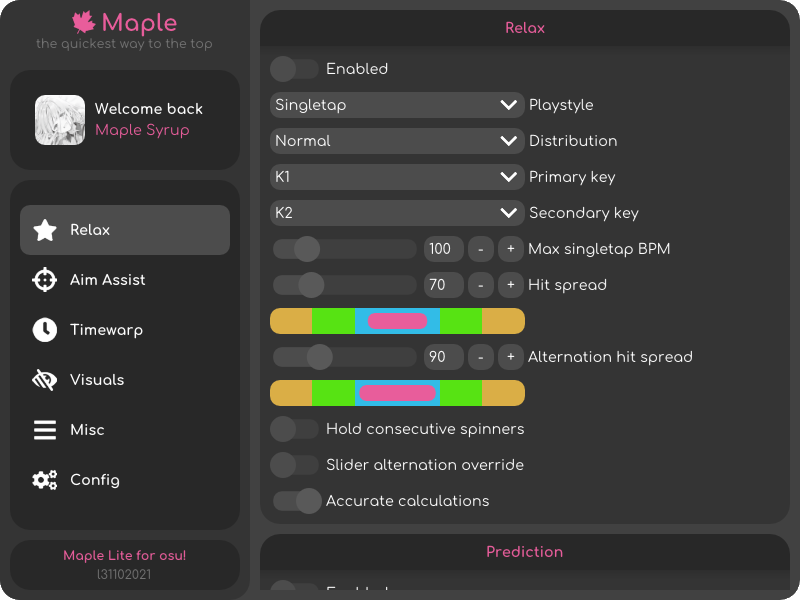 Maple
the quickest way to the top
Welcome back
Maple Syrup
Relax
Aim Assist
Timewarp
Visuals
Misc
Config
Maple Lite for osu!
l31102021
Relax
Enabled
Singletap Playstyle
Normal Distribution
K1 Primary key
K2 Secondary key
100 - + Max singletap BPM
70 - + Hit spread
90 - + Alternation hit spread
Hold consecutive spinners
Slider alternation override
Accurate calculations
Prediction